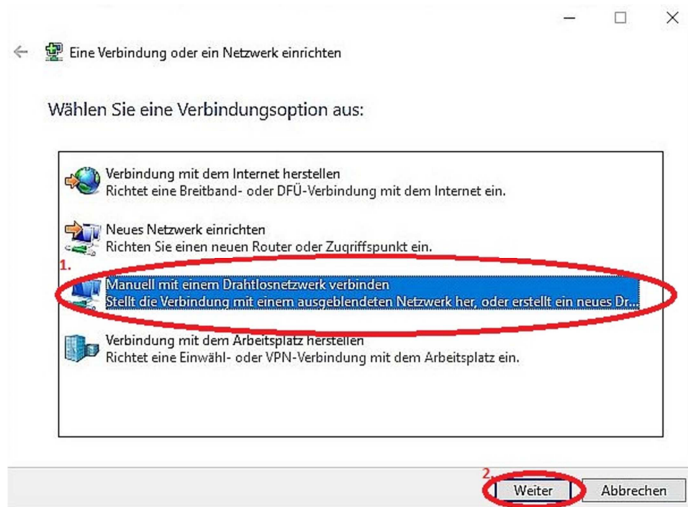 Eine Verbindung oder ein Netzwerk einrichten
Wählen Sie eine Verbindungsoption aus:
Verbindung mit dem Internet herstellen
Richtet eine Breitband- oder DFÜ-Verbindung mit dem Internet ein.
Neues Netzwerk einrichten
Richten Sie einen neuen Router oder Zugriffspunkt ein.
1.
Manuell mit einem Drahtlosnetzwerk verbinden
Stellt die Verbindung mit einem ausgeblendeten Netzwerk her, oder erstellt ein neues Dr...
Verbindung mit dem Arbeitsplatz herstellen
Richtet eine Einwähl- oder VPN-Verbindung mit dem Arbeitsplatz ein.
2.
Weiter Abbrechen